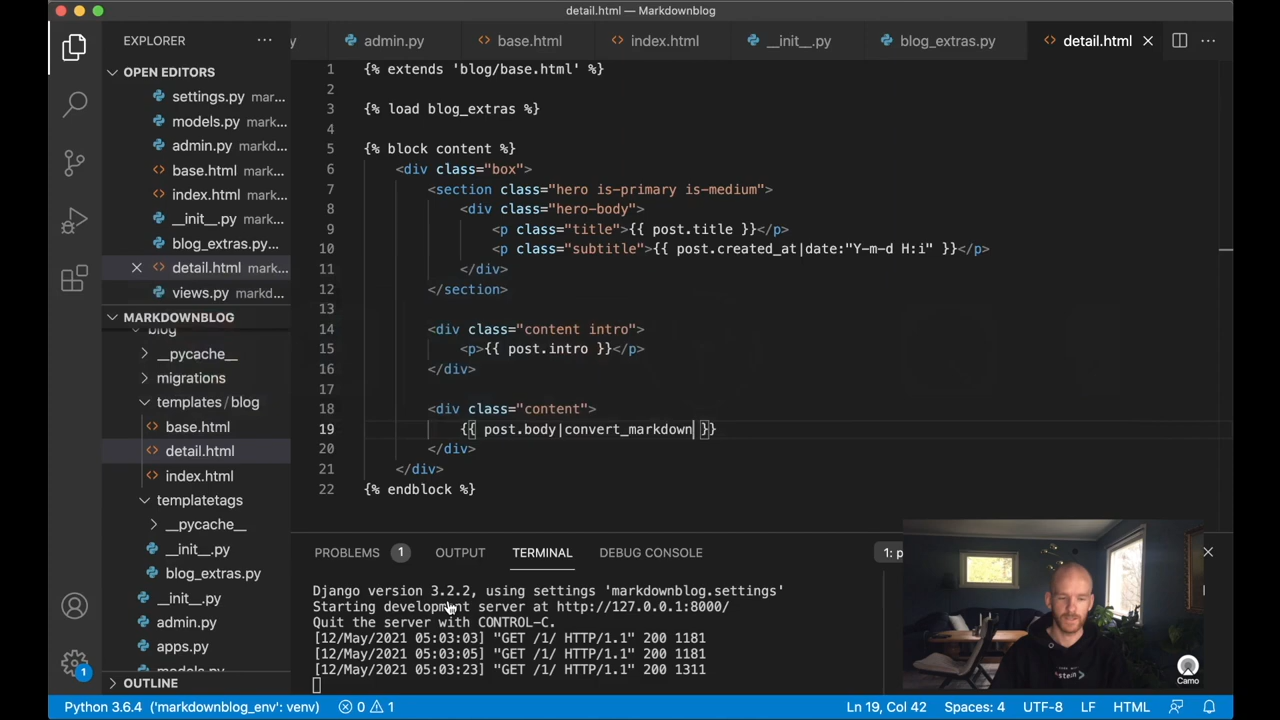 detail.html — Markdownblog
EXPLORER
y admin.py base.html index.html __init__.py blog_extras.py detail.html
OPEN EDITORS
settings.py mar...
models.py mark...
admin.py markd...
base.html mark...
index.html mark...
__init__.py mark...
blog_extras.py...
detail.html mark...
views.py markd...
MARKDOWNBLOG
blog
__pycache__
migrations
templates / blog
base.html
detail.html
index.html
templatetags
__pycache__
__init__.py
blog_extras.py
__init__.py
admin.py
apps.py
models.py
OUTLINE
1 {% extends 'blog/base.html' %}
2
3 {% load blog_extras %}
4
5 {% block content %}
6 <div class="box">
7 <section class="hero is-primary is-medium">
8 <div class="hero-body">
9 <p class="title">{{ post.title }}</p>
10 <p class="subtitle">{{ post.created_at|date:"Y-m-d H:i" }}</p>
11 </div>
12 </section>
13
14 <div class="content intro">
15 <p>{{ post.intro }}</p>
16 </div>
17
18 <div class="content">
19 {{ post.body|convert_markdown }}
20 </div>
21 </div>
22 {% endblock %}
PROBLEMS 1 OUTPUT TERMINAL DEBUG CONSOLE 1: p
Django version 3.2.2, using settings 'markdownblog.settings'
Starting development server at http://127.0.0.1:8000/
Quit the server with CONTROL-C.
[12/May/2021 05:03:03] "GET /1/ HTTP/1.1" 200 1181
[12/May/2021 05:03:05] "GET /1/ HTTP/1.1" 200 1181
[12/May/2021 05:03:23] "GET /1/ HTTP/1.1" 200 1311
Camo
1
Python 3.6.4 ('markdownblog_env': venv) 0 1 Ln 19, Col 42 Spaces: 4 UTF-8 LF HTML